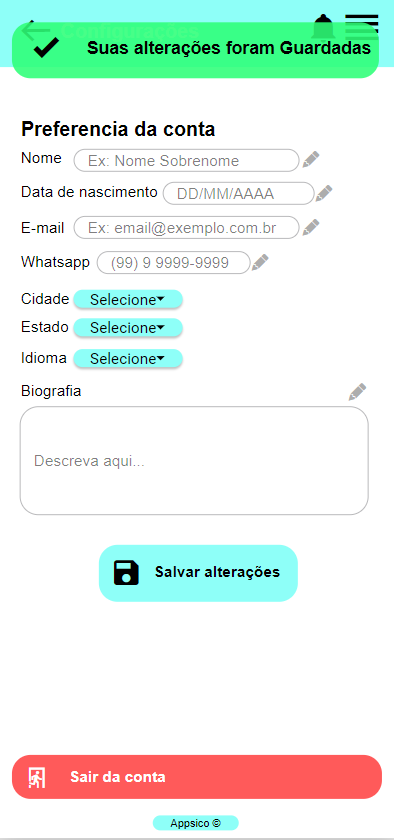 Suas alterações foram Guardadas
Preferencia da conta
Nome Ex: Nome Sobrenome
Data de nascimento DD/MM/AAAA
E-mail Ex: email@exemplo.com.br
Whatsapp (99) 9 9999-9999
Cidade Selecione
Estado Selecione
Idioma Selecione
Biografia
Descreva aqui...
Salvar alterações
Sair da conta
Appsico ©